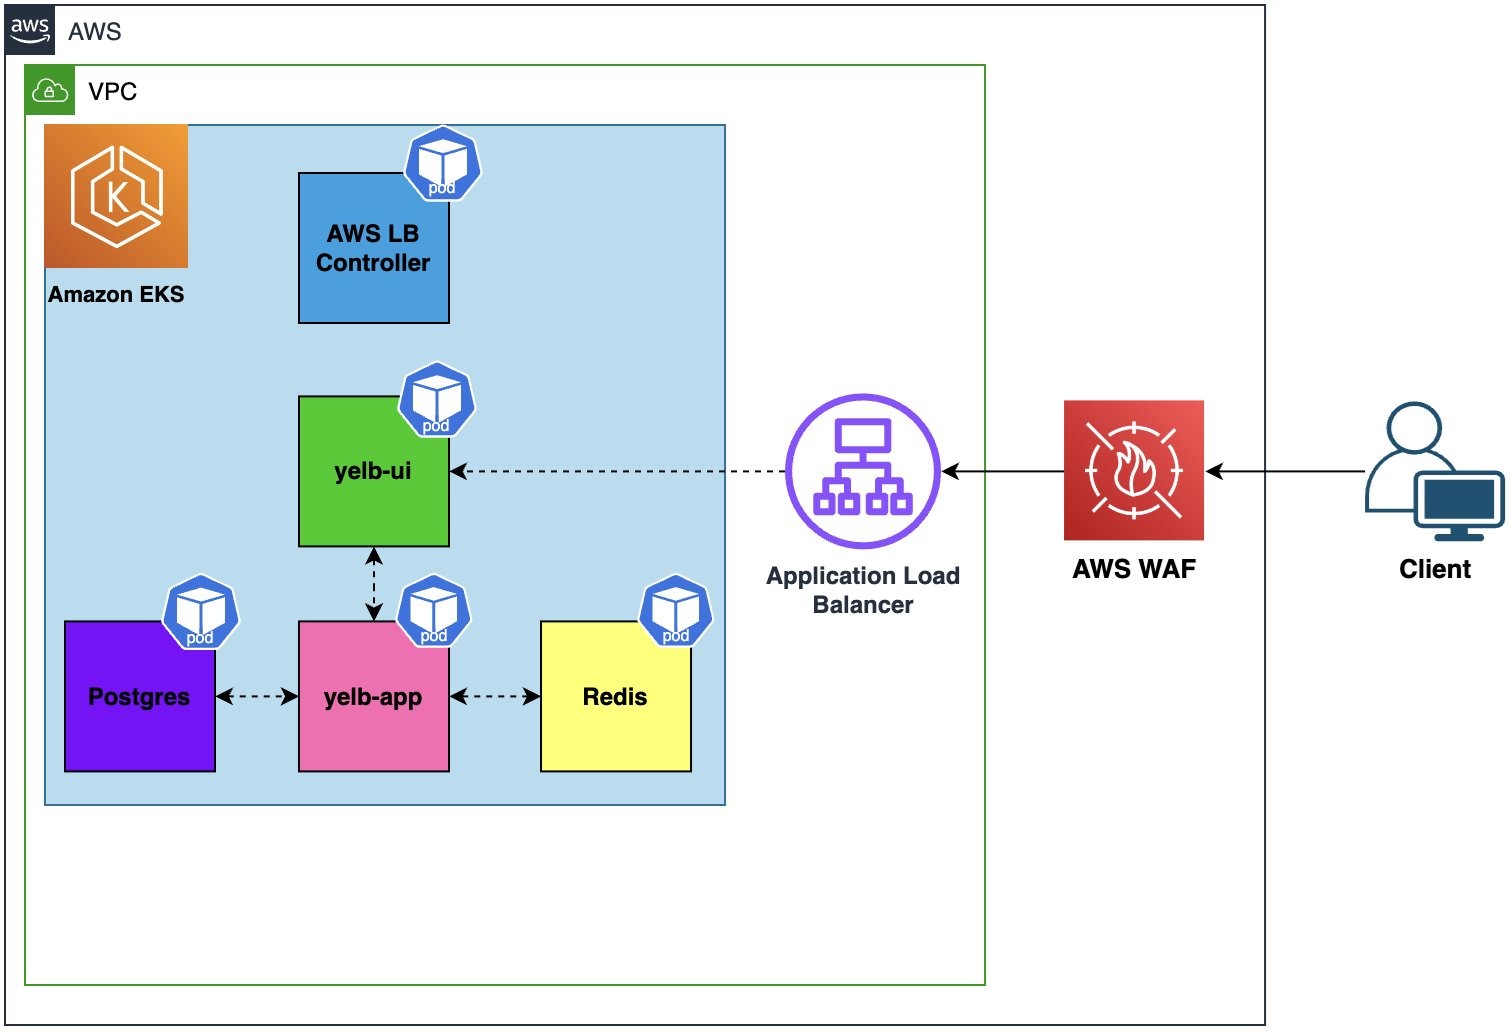 aws
AWS
VPC
K
Amazon EKS
pod
AWS LB
Controller
pod
yelb-ui
Application Load
Balancer
AWS WAF
Client
pod
Postgres
pod
yelb-app
pod
Redis